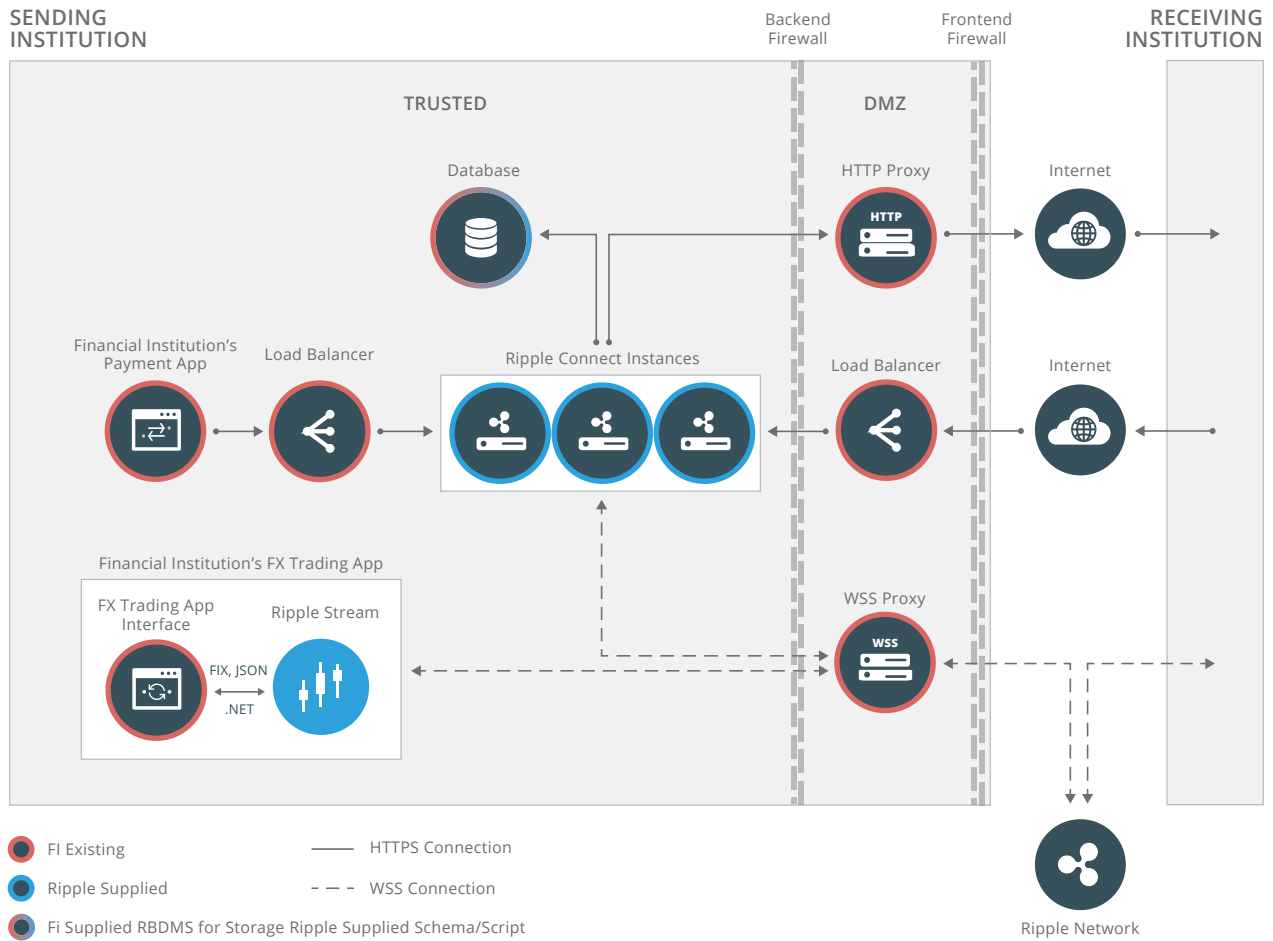 SENDING
INSTITUTION
Backend
Firewall
Frontend
Firewall
RECEIVING
INSTITUTION
TRUSTED
DMZ
Database
HTTP Proxy
Internet
HTTP
Financial Institution’s
Payment App
Load Balancer
Ripple Connect Instances
Load Balancer
Internet
Financial Institution’s FX Trading App
FX Trading App
Interface
Ripple Stream
WSS Proxy
WSS
FIX, JSON
.NET
FI Existing
HTTPS Connection
Ripple Supplied
WSS Connection
Fi Supplied RBDMS for Storage Ripple Supplied Schema/Script
Ripple Network